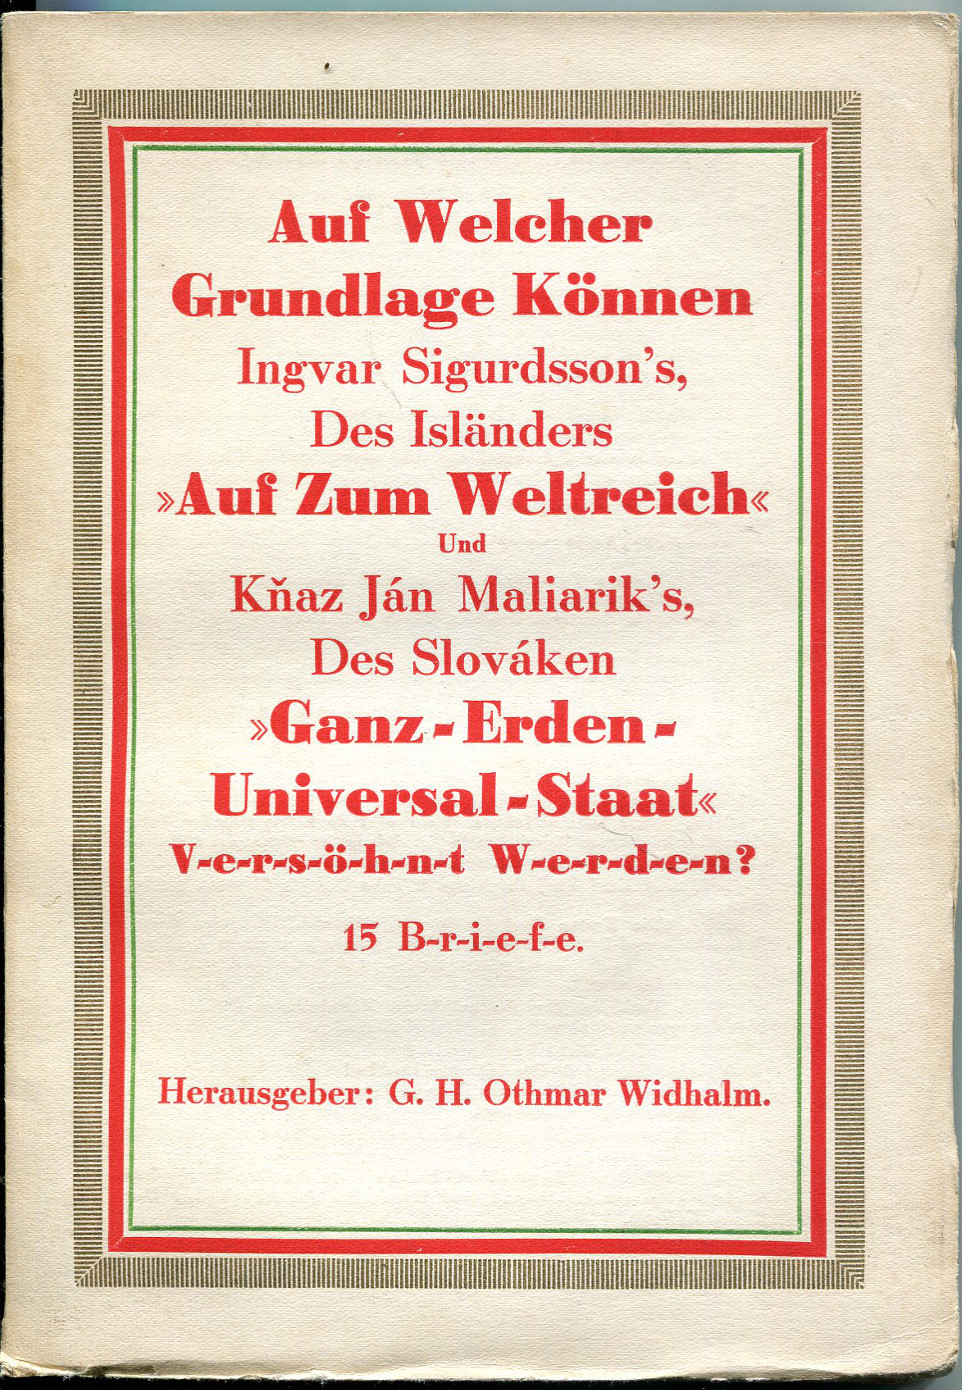 Auf Welcher
Grundlage Können
Ingvar Sigurdsson's,
Des Isländers
»Auf Zum Weltreich«
Und
Kňaz Ján Maliarik's,
Des Slováken
»Ganz-Erden-
Universal-Staat«
V-e-r-s-ö-h-n-t W-e-r-d-e-n?
15 B-r-i-e-f-e.
Herausgeber: G. H. Othmar Widhalm.